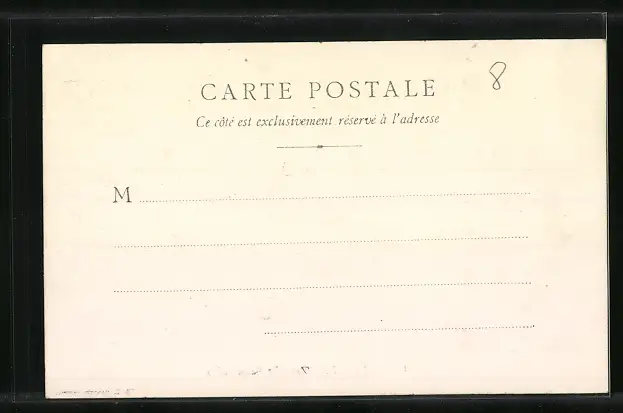 CARTE POSTALE
8
Ce côté est exclusivement réservé à l'adresse
M